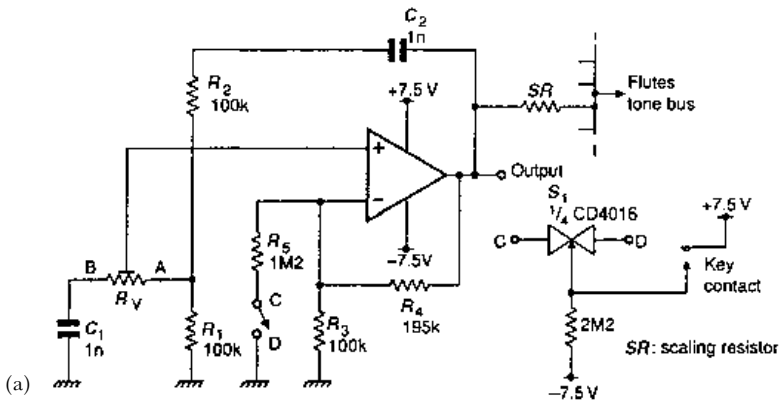 C2
1n
R2
100k
+7.5 V
SR
Flutes
tone bus
+
−
Output
−7.5V
S1
1/4 CD4016
C
D
+7.5 V
Key
contact
B
A
RV
R5
1M2
C
D
R4
195k
C1
1n
R1
100k
R3
100k
2M2
SR: scaling resistor
−7.5 V
(a)